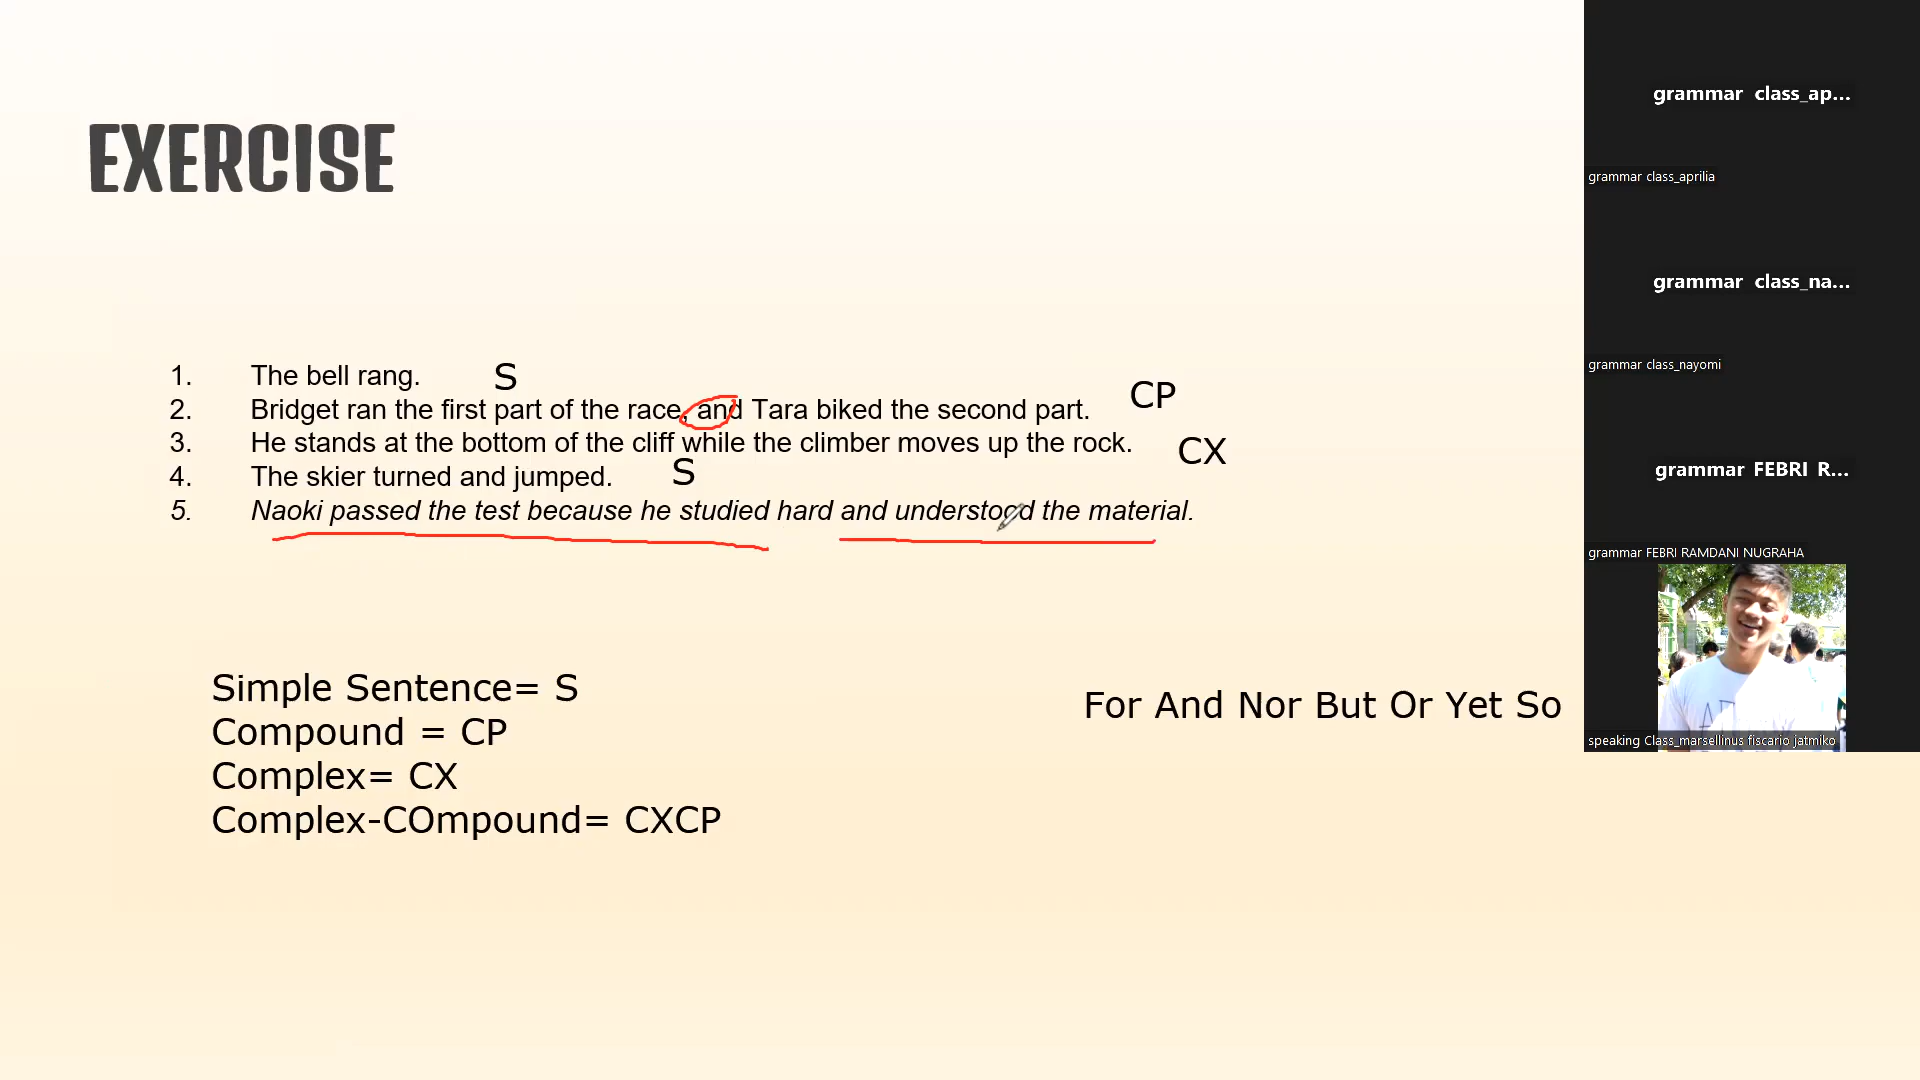 EXERCISE
1. The bell rang. S
2. Bridget ran the first part of the race, and Tara biked the second part. CP
3. He stands at the bottom of the cliff while the climber moves up the rock. CX
4. The skier turned and jumped. S
5. Naoki passed the test because he studied hard and understood the material.
Simple Sentence= S
Compound = CP
Complex= CX
Complex-COmpound= CXCP
For And Nor But Or Yet So
grammar class_ap...
grammar class_aprilia
grammar class_na...
grammar class_nayomi
grammar FEBRI R...
grammar FEBRI RAMDANI NUGRAHA
speaking Class_marsellinus fiscario jatmiko